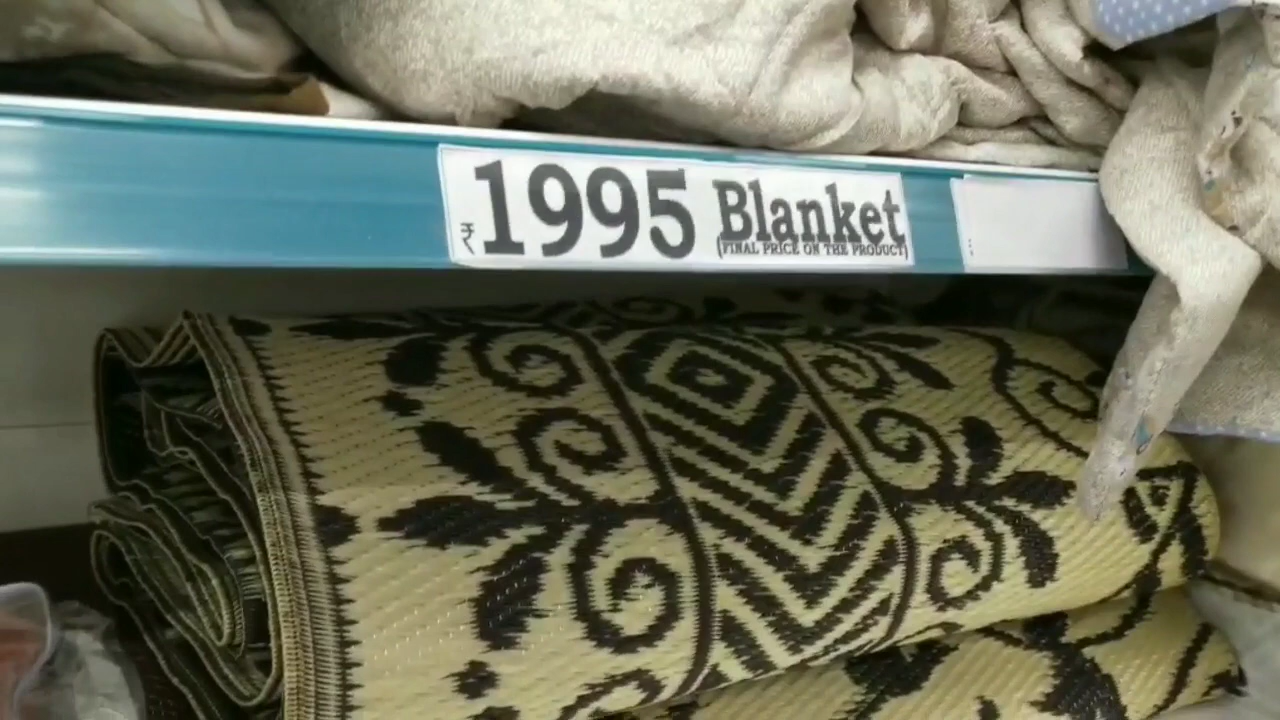 ₹ 1995 Blanket
(FINAL PRICE ON THE PRODUCT)